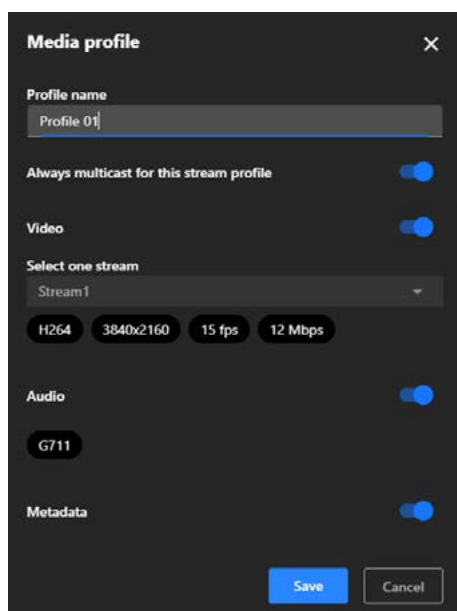 Media profile
Profile name
Profile 01
Always multicast for this stream profile
Video
Select one stream
Stream1
H264 3840x2160 15 fps 12 Mbps
Audio
G711
Metadata
Save Cancel